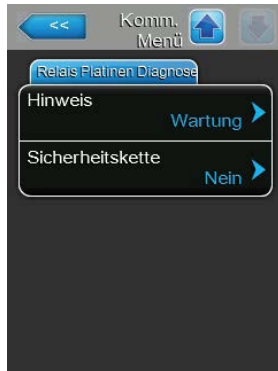 <<
Komm.
Menü
Relais Platinen Diagnose
Hinweis
Wartung
Sicherheitskette
Nein